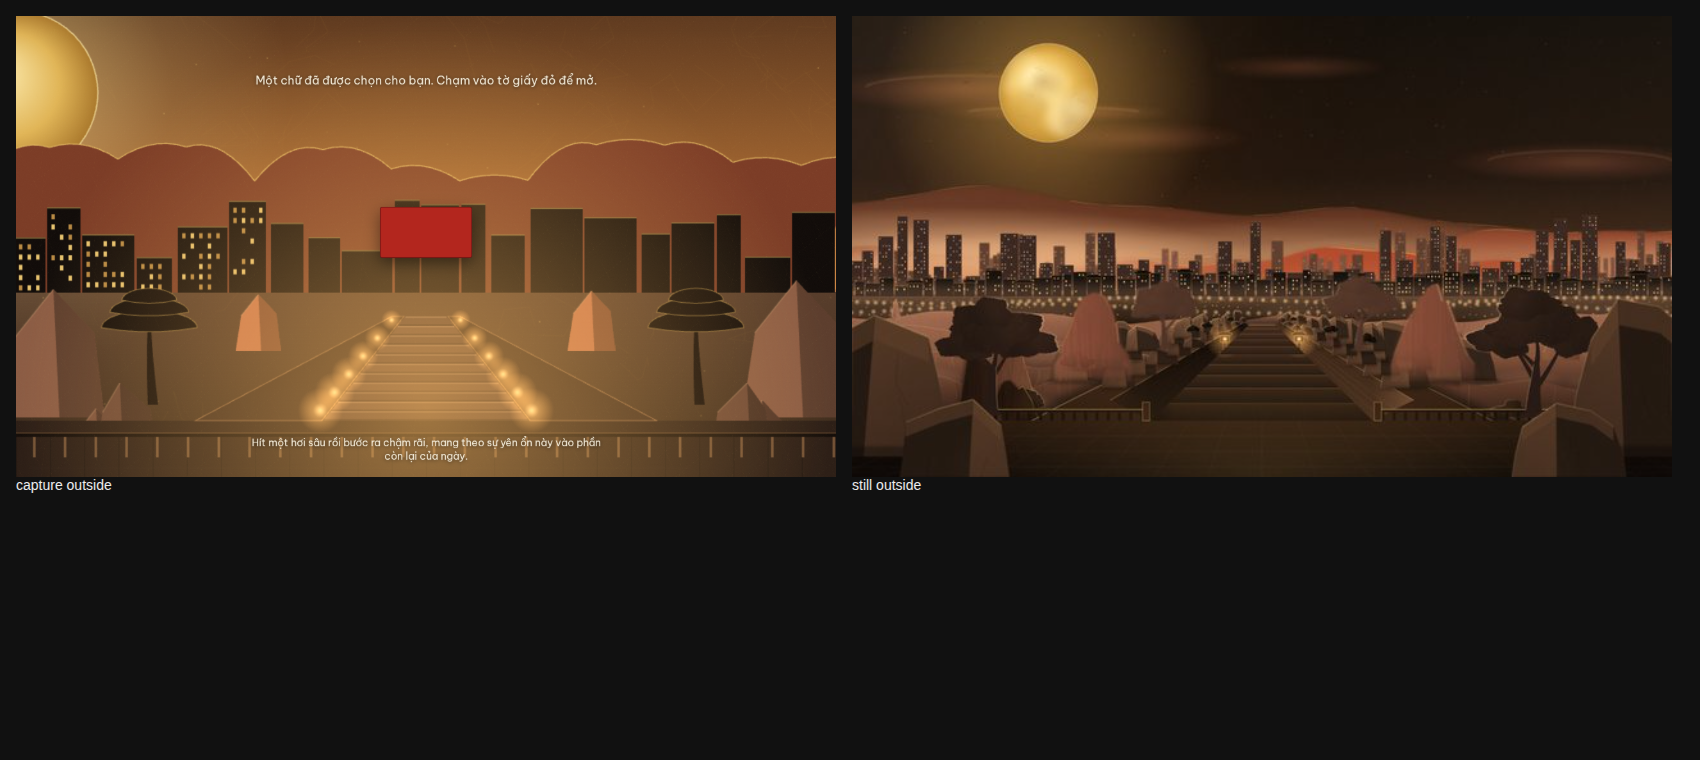 Một chữ đã được chọn cho bạn. Chạm vào tờ giấy đỏ để mở.
Hít một hơi sâu rồi bước ra chậm rãi, mang theo sự yên ổn này vào phần
còn lại của ngày.
capture outside
still outside